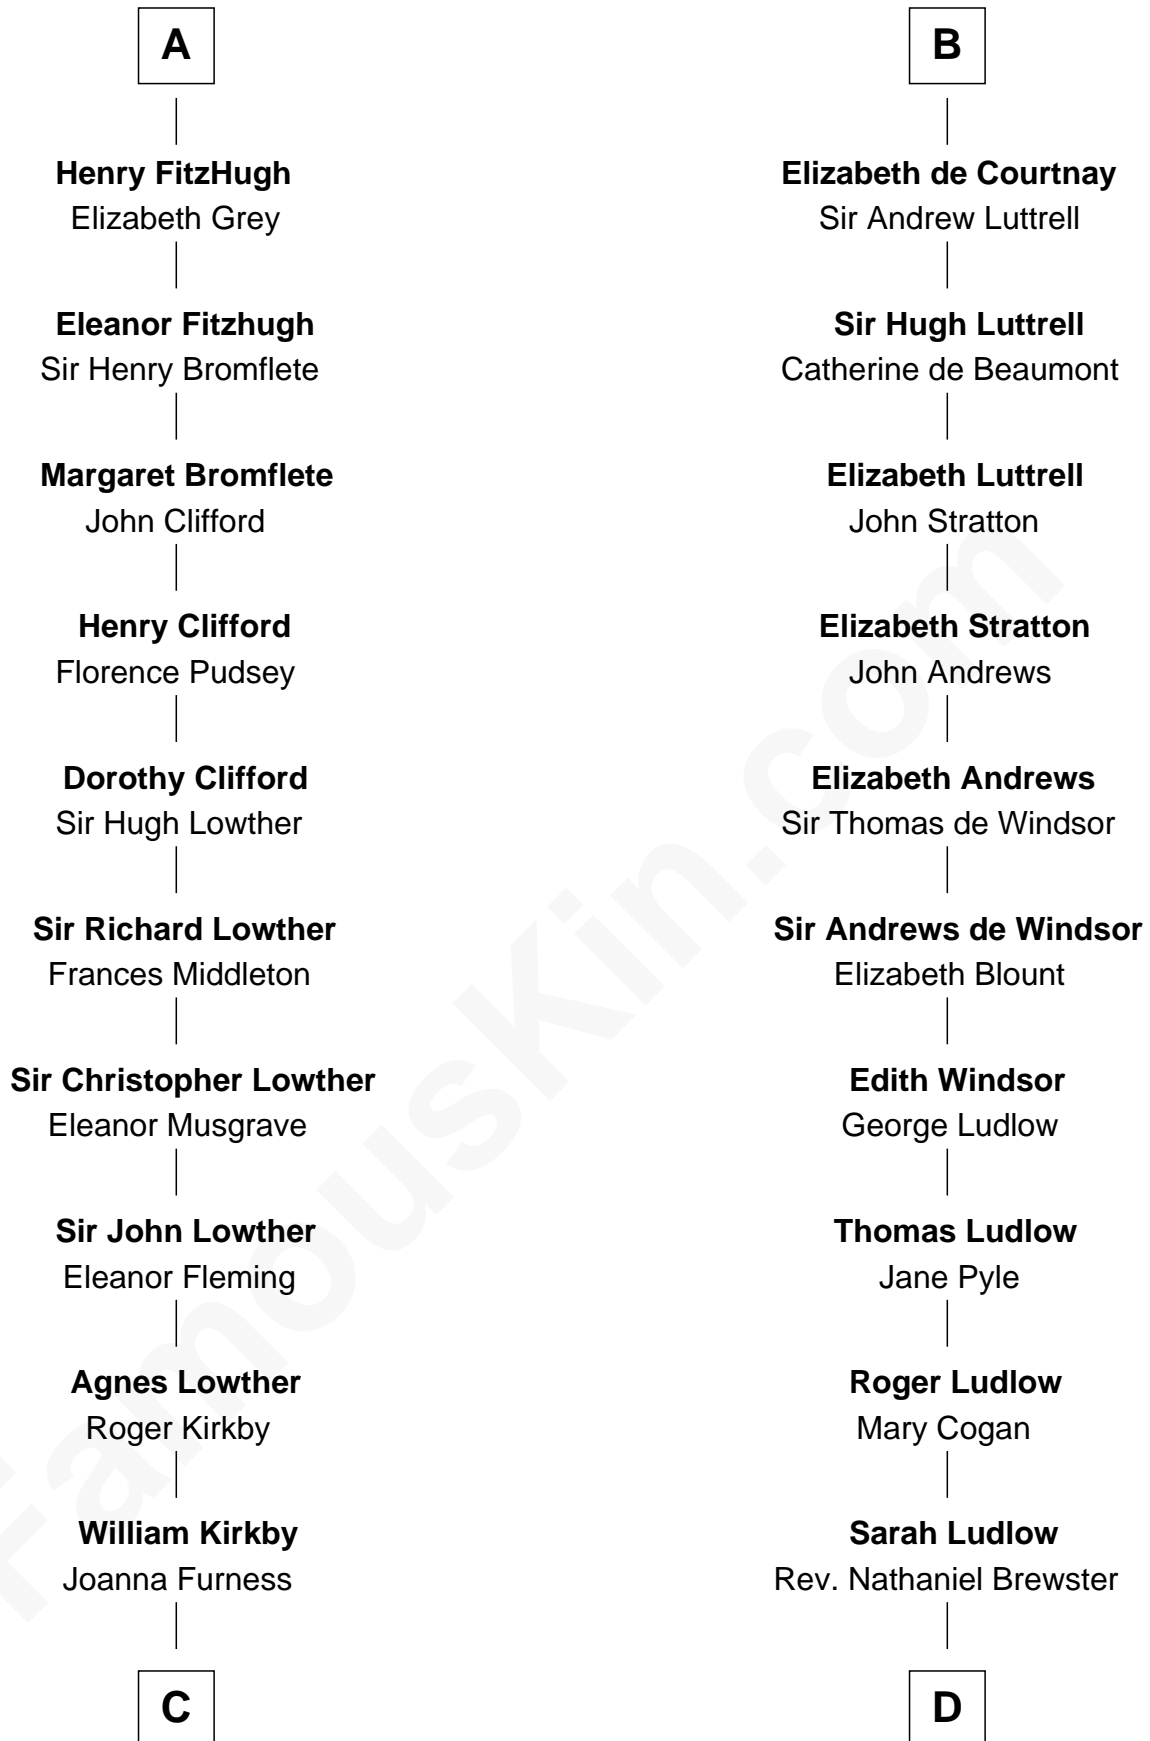 A
Henry FitzHugh
Elizabeth Grey
Eleanor Fitzhugh
Sir Henry Bromflete
Margaret Bromflete
John Clifford
Henry Clifford
Florence Pudsey
Dorothy Clifford
Sir Hugh Lowther
Sir Richard Lowther
Frances Middleton
Sir Christopher Lowther
Eleanor Musgrave
Sir John Lowther
Eleanor Fleming
Agnes Lowther
Roger Kirkby
William Kirkby
Joanna Furness
C
B
Elizabeth de Courtnay
Sir Andrew Luttrell
Sir Hugh Luttrell
Catherine de Beaumont
Elizabeth Luttrell
John Stratton
Elizabeth Stratton
John Andrews
Elizabeth Andrews
Sir Thomas de Windsor
Sir Andrews de Windsor
Elizabeth Blount
Edith Windsor
George Ludlow
Thomas Ludlow
Jane Pyle
Roger Ludlow
Mary Cogan
Sarah Ludlow
Rev. Nathaniel Brewster
D
FamousKin.com